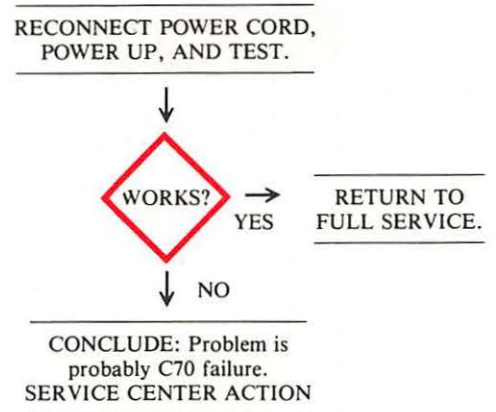 RECONNECT POWER CORD,
POWER UP, AND TEST.
WORKS?
YES
RETURN TO
FULL SERVICE.
NO
CONCLUDE: Problem is
probably C70 failure.
SERVICE CENTER ACTION